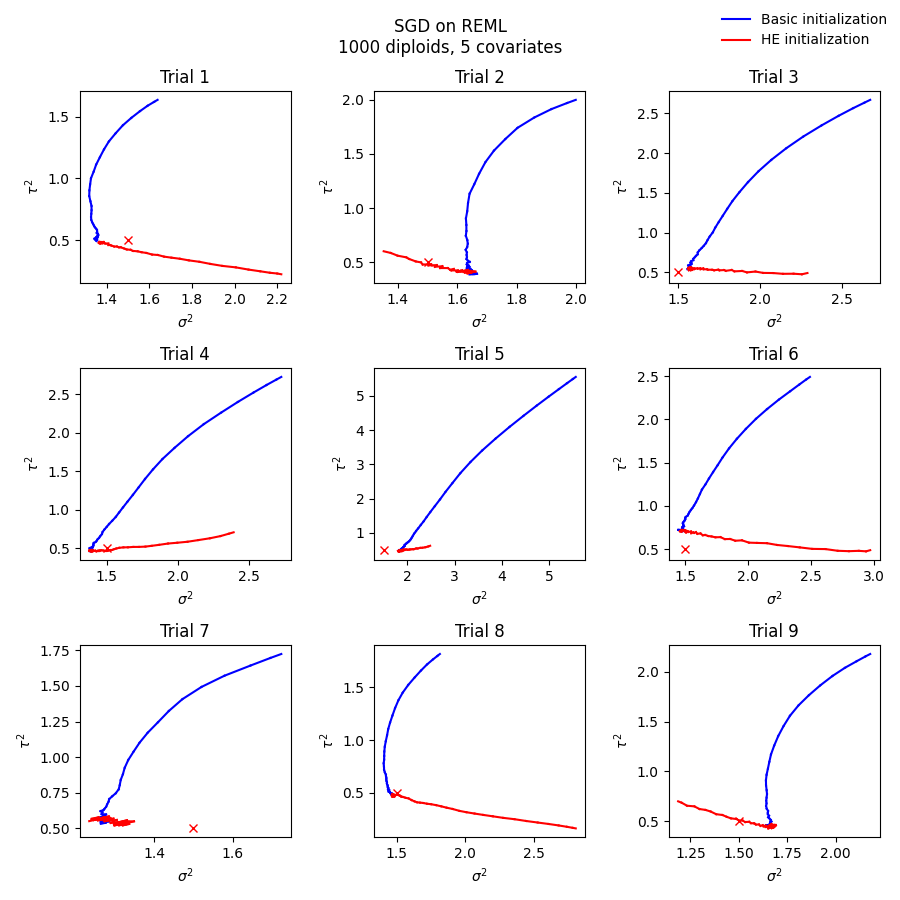 SGD on REML
1000 diploids, 5 covariates
Basic initialization
HE initialization
Trial 1
τ²
1.5
1.0
0.5
1.4 1.6 1.8 2.0 2.2
σ²
Trial 2
τ²
2.0
1.5
1.0
0.5
1.4 1.6 1.8 2.0
σ²
Trial 3
τ²
2.5
2.0
1.5
1.0
0.5
1.5 2.0 2.5
σ²
Trial 4
τ²
2.5
2.0
1.5
1.0
0.5
1.5 2.0 2.5
σ²
Trial 5
τ²
5
4
3
2
1
2 3 4 5
σ²
Trial 6
τ²
2.5
2.0
1.5
1.0
0.5
1.5 2.0 2.5 3.0
σ²
Trial 7
τ²
1.75
1.50
1.25
1.00
0.75
0.50
1.4 1.6
σ²
Trial 8
τ²
1.5
1.0
0.5
1.5 2.0 2.5
σ²
Trial 9
τ²
2.0
1.5
1.0
0.5
1.25 1.50 1.75 2.00
σ²